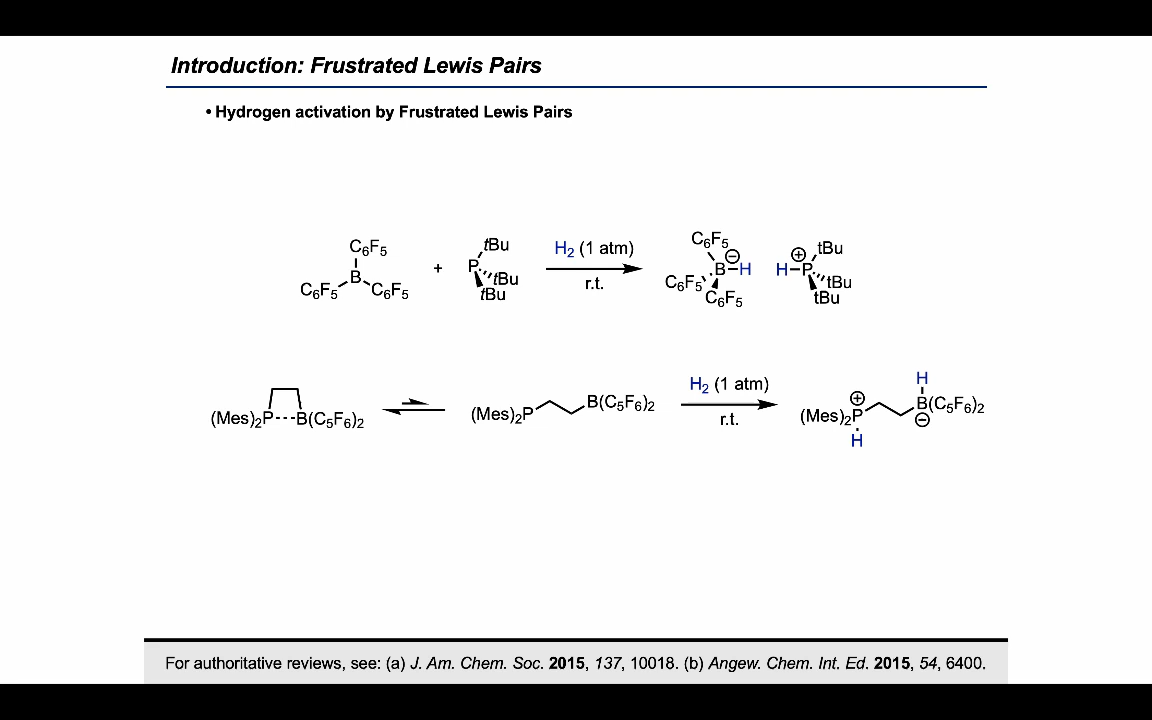 Introduction: Frustrated Lewis Pairs
• Hydrogen activation by Frustrated Lewis Pairs
C₆F₅
B
C₆F₅
C₆F₅
+
tBu
P
tBu
tBu
H₂ (1 atm)
r.t.
C₆F₅
⊖
B–H
C₆F₅
C₆F₅
⊕
tBu
H–P
tBu
tBu
(Mes)₂P---B(C₅F₆)₂
(Mes)₂P
B(C₅F₆)₂
H₂ (1 atm)
r.t.
H
⊕
(Mes)₂P
B(C₅F₆)₂
⊖
H
For authoritative reviews, see: (a) J. Am. Chem. Soc. 2015, 137, 10018. (b) Angew. Chem. Int. Ed. 2015, 54, 6400.